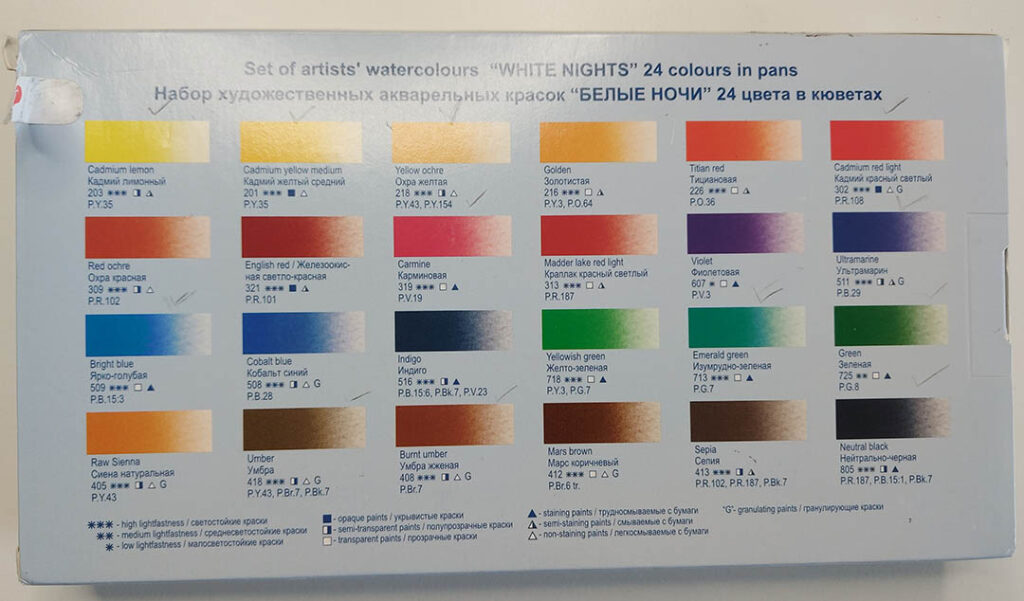 Set of artists' watercolours "WHITE NIGHTS" 24 colours in pans
Набор художественных акварельных красок "БЕЛЫЕ НОЧИ" 24 цвета в кюветах
Cadmium lemon
Кадмий лимонный
203 *** ◨ ◮
P.Y.35
Cadmium yellow medium
Кадмий желтый средний
201 *** ■ △
P.Y.35
Yellow ochre
Охра желтая
218 *** ◨ △
P.Y.43, P.Y.154
Golden
Золотистая
216 *** □ ◮
P.Y.3, P.O.64
Titian red
Тициановая
226 *** □ ◮
P.O.36
Cadmium red light
Кадмий красный светлый
302 *** ■ △ G
P.R.108
Red ochre
Охра красная
309 *** ◨ △
P.R.102
English red / Железоокис-
ная светло-красная
321 *** ■ ◮
P.R.101
Carmine
Карминовая
319 *** □ ▲
P.V.19
Madder lake red light
Краплак красный светлый
313 *** □ ◮
P.R.187
Violet
Фиолетовая
607 * □ ▲
P.V.3
Ultramarine
Ультрамарин
511 *** ◨ ◮ G
P.B.29
Bright blue
Ярко-голубая
509 *** □ ▲
P.B.15:3
Cobalt blue
Кобальт синий
508 *** ◨ △ G
P.B.28
Indigo
Индиго
516 *** ◨ ▲
P.B.15:6, P.Bk.7, P.V.23
Yellowish green
Желто-зеленая
718 *** □ ▲
P.Y.3, P.G.7
Emerald green
Изумрудно-зеленая
713 *** □ ▲
P.G.7
Green
Зеленая
725 ** □ ▲
P.G.8
Raw Sienna
Сиена натуральная
405 *** ◨ △ G
P.Y.43
Umber
Умбра
418 *** ◨ △ G
P.Y.43, P.Br.7, P.Bk.7
Burnt umber
Умбра жженая
408 *** ◨ △ G
P.Br.7
Mars brown
Марс коричневый
412 *** □ △ G
P.Br.6 tr.
Sepia
Сепия
413 *** ◨ ◮
P.R.102, P.R.187, P.Bk.7
Neutral black
Нейтрально-черная
805 *** ◨ ▲
P.R.187, P.B.15:1, P.Bk.7
*** - high lightfastness / светостойкие краски
** - medium lightfastness / среднесветостойкие краски
* - low lightfastness / малосветостойкие краски
■ - opaque paints / укрывистые краски
◨ - semi-transparent paints / полупрозрачные краски
□ - transparent paints / прозрачные краски
▲ - staining paints / трудносмываемые с бумаги
◮ - semi-staining paints / смываемые с бумаги
△ - non-staining paints / легкосмываемые с бумаги
"G"- granulating paints / гранулирующие краски